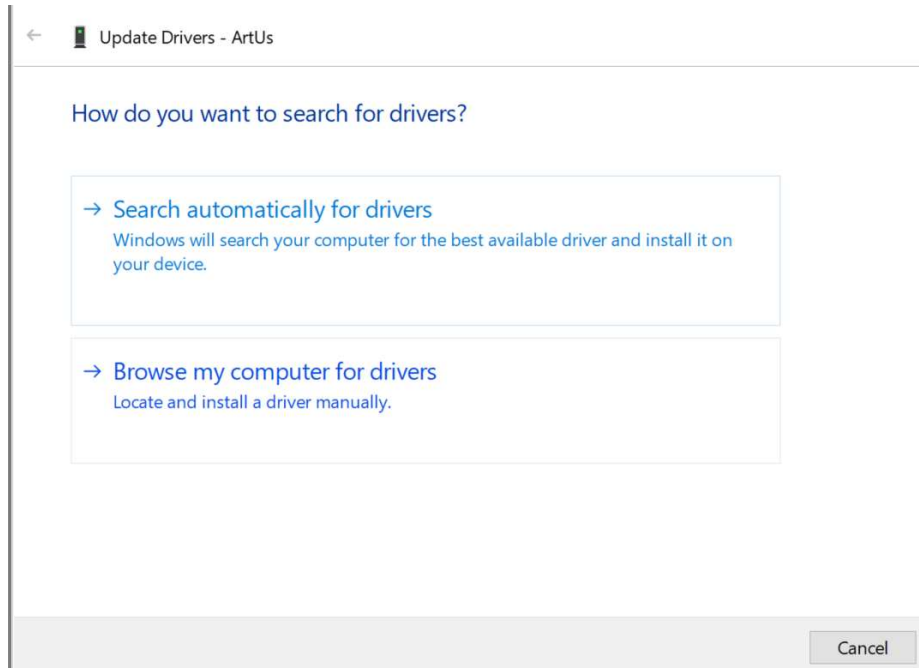 Update Drivers - ArtUs
How do you want to search for drivers?
Search automatically for drivers
Windows will search your computer for the best available driver and install it on
your device.
Browse my computer for drivers
Locate and install a driver manually.
Cancel